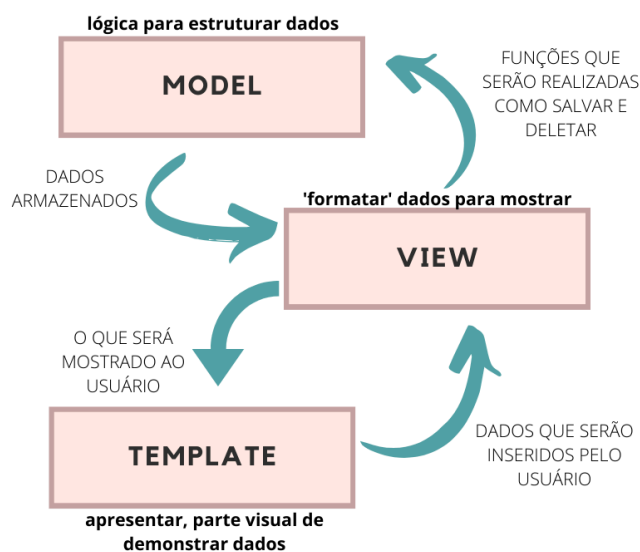 lógica para estruturar dados
MODEL
FUNÇÕES QUE
SERÃO REALIZADAS
COMO SALVAR E
DELETAR
DADOS
ARMAZENADOS
'formatar' dados para mostrar
VIEW
O QUE SERÁ
MOSTRADO AO
USUÁRIO
TEMPLATE
DADOS QUE SERÃO
INSERIDOS PELO
USUÁRIO
apresentar, parte visual de
demonstrar dados